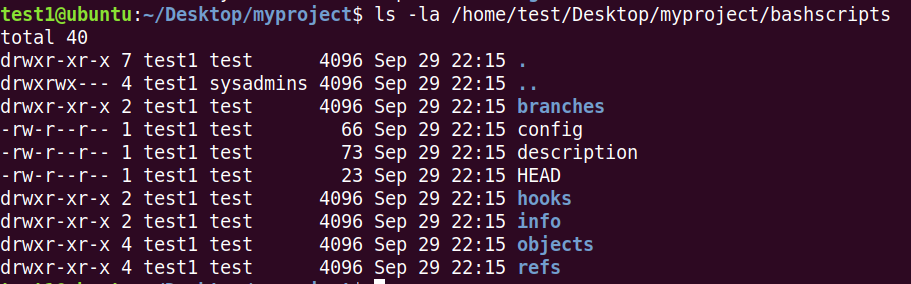 test1@ubuntu:~/Desktop/myproject$ ls -la /home/test/Desktop/myproject/bashscripts
total 40
drwxr-xr-x 7 test1 test      4096 Sep 29 22:15 .
drwxrwx--- 4 test1 sysadmins 4096 Sep 29 22:15 ..
drwxr-xr-x 2 test1 test      4096 Sep 29 22:15 branches
-rw-r--r-- 1 test1 test        66 Sep 29 22:15 config
-rw-r--r-- 1 test1 test        73 Sep 29 22:15 description
-rw-r--r-- 1 test1 test        23 Sep 29 22:15 HEAD
drwxr-xr-x 2 test1 test      4096 Sep 29 22:15 hooks
drwxr-xr-x 2 test1 test      4096 Sep 29 22:15 info
drwxr-xr-x 4 test1 test      4096 Sep 29 22:15 objects
drwxr-xr-x 4 test1 test      4096 Sep 29 22:15 refs